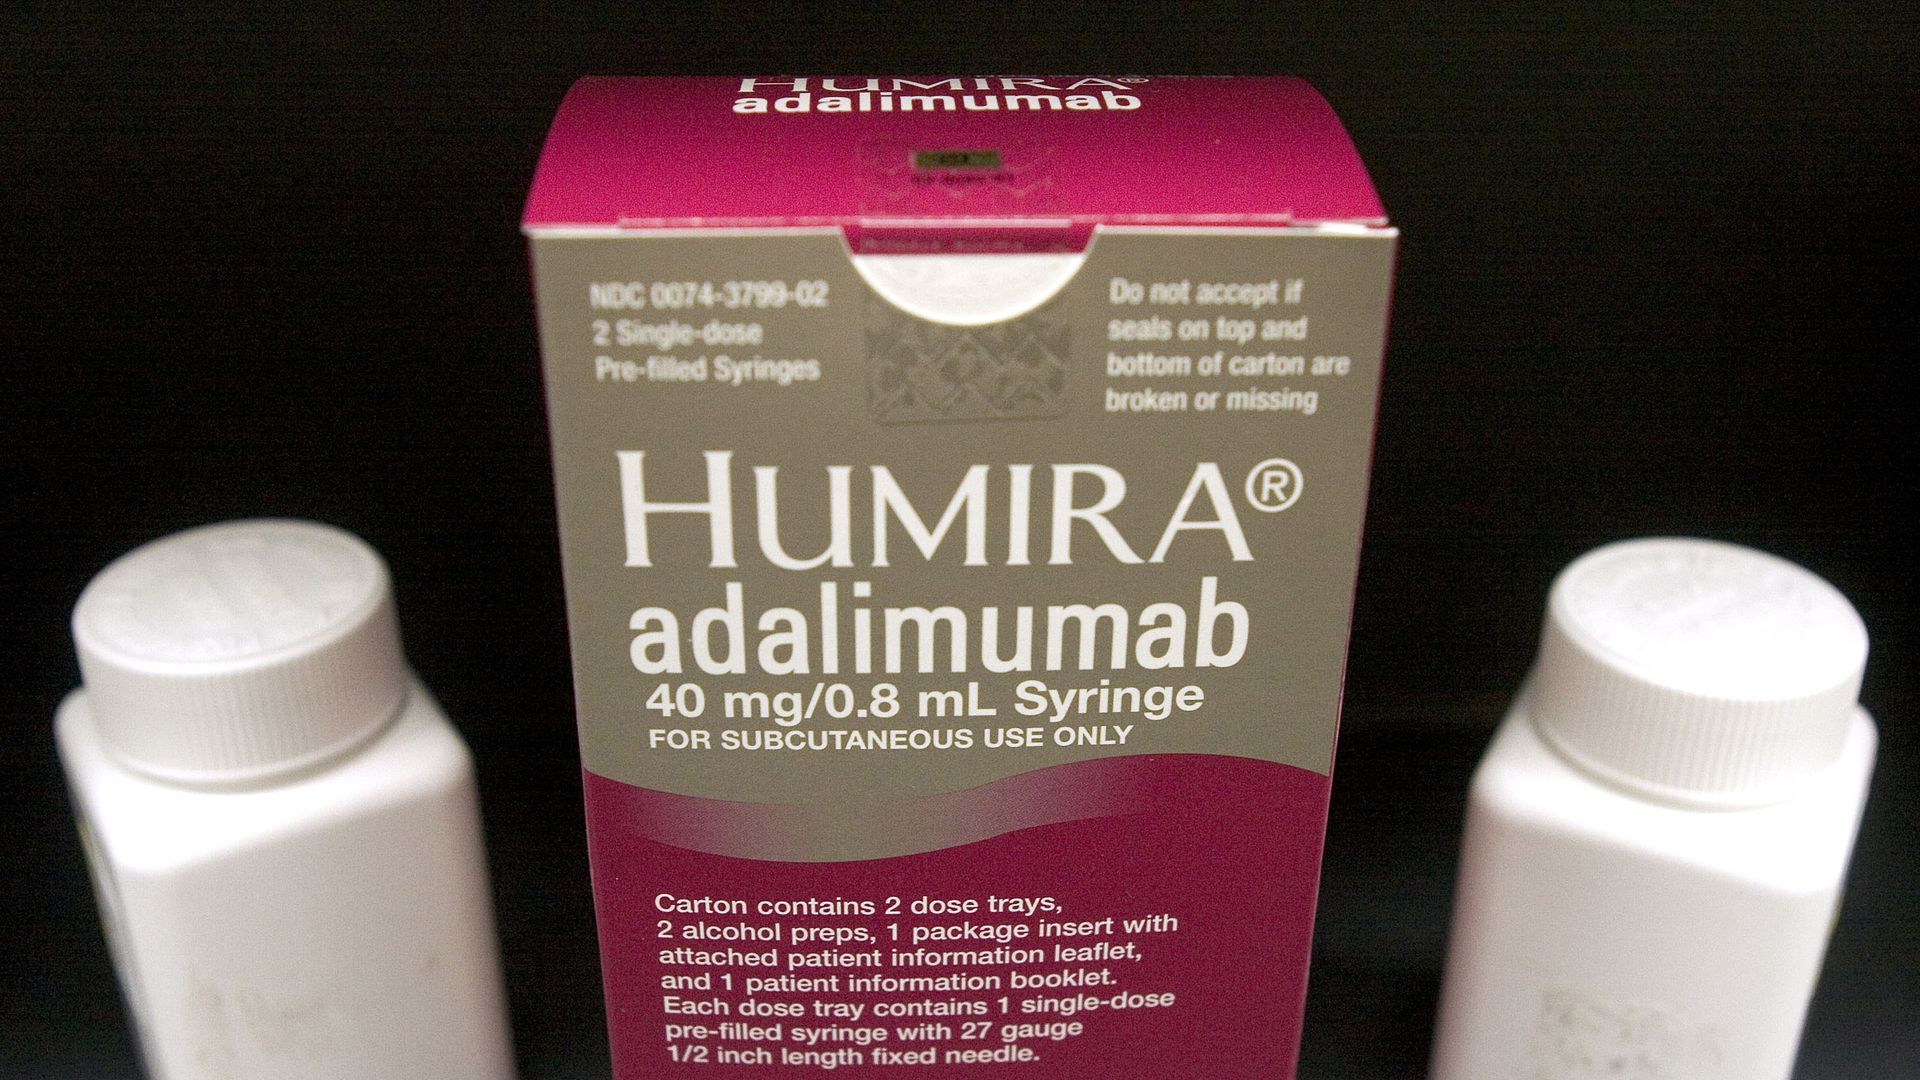 HUMIRA®
adalimumab
NDC 0074-3799-02
2 Single-dose
Pre-filled Syringes
Do not accept if
seals on top and
bottom of carton are
broken or missing
HUMIRA®
adalimumab
40 mg/0.8 mL Syringe
FOR SUBCUTANEOUS USE ONLY
Carton contains 2 dose trays,
2 alcohol preps, 1 package insert with
attached patient information leaflet,
and 1 patient information booklet.
Each dose tray contains 1 single-dose
pre-filled syringe with 27 gauge
1/2 inch length fixed needle.